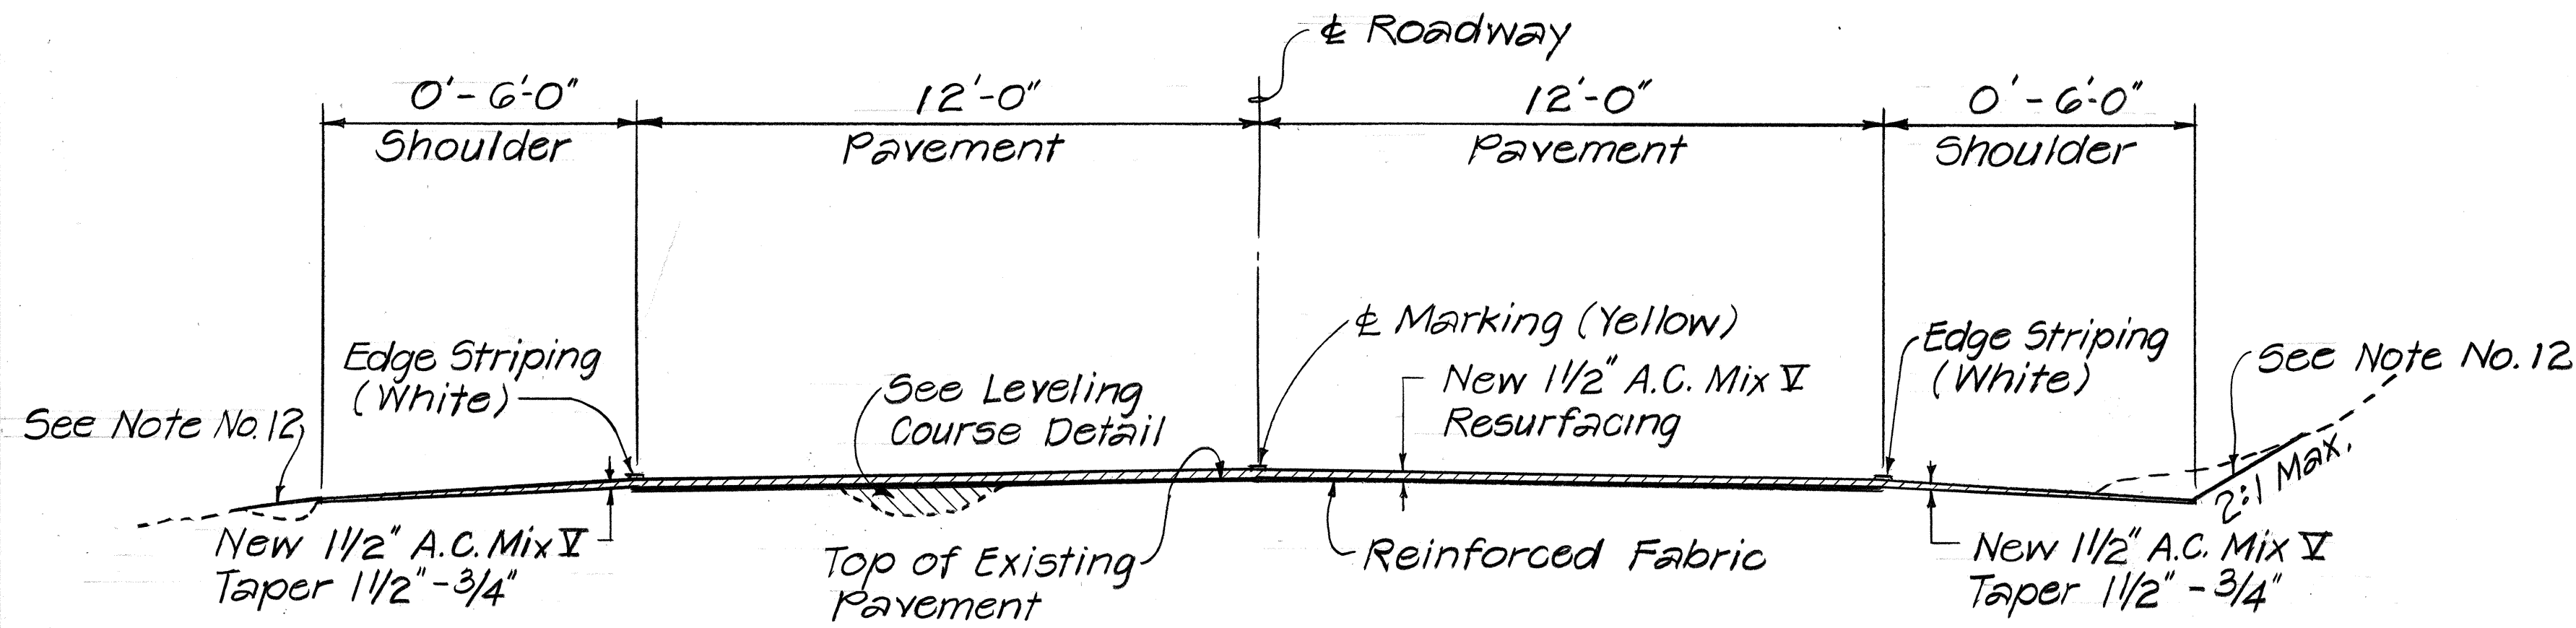 ℄ Roadway
0'-6'-0" 12'-0" 12'-0" 0'-6'-0"
Shoulder Pavement Pavement Shoulder
℄ Marking (Yellow)
Edge Striping
(White)
See Leveling
Course Detail
New 1 1/2" A.C. Mix V
Resurfacing
Edge Striping
(White)
See Note No. 12
See Note No. 12
2:1 Max.
New 1 1/2" A.C. Mix V
Taper 1 1/2" - 3/4"
Top of Existing
Pavement
Reinforced Fabric
New 1 1/2" A.C. Mix V
Taper 1 1/2" - 3/4"